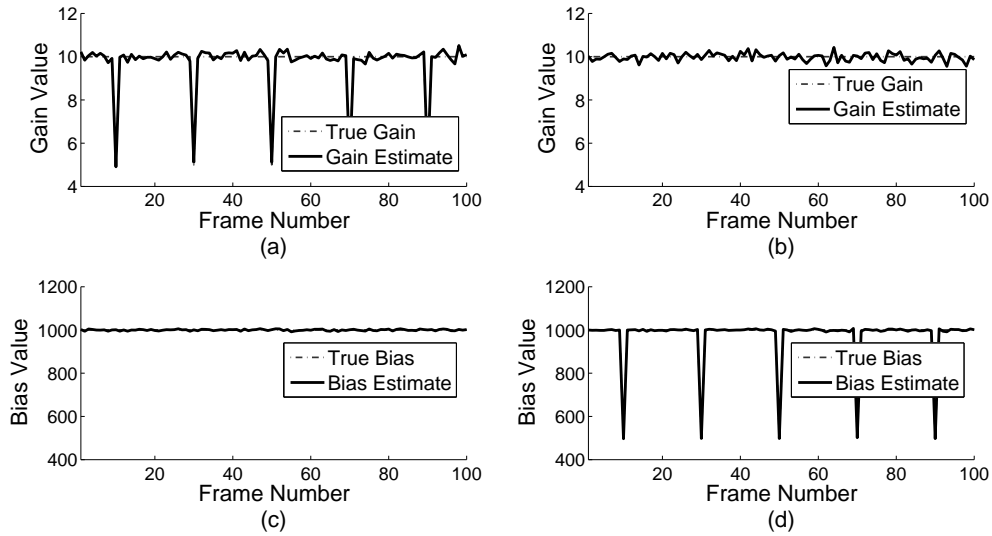 12
10
8
6
4
Gain Value
True Gain
Gain Estimate
20
40
60
80
100
Frame Number
(a)
12
10
8
6
4
Gain Value
True Gain
Gain Estimate
20
40
60
80
100
Frame Number
(b)
1200
1000
800
600
400
Bias Value
True Bias
Bias Estimate
20
40
60
80
100
Frame Number
(c)
1200
1000
800
600
400
Bias Value
True Bias
Bias Estimate
20
40
60
80
100
Frame Number
(d)